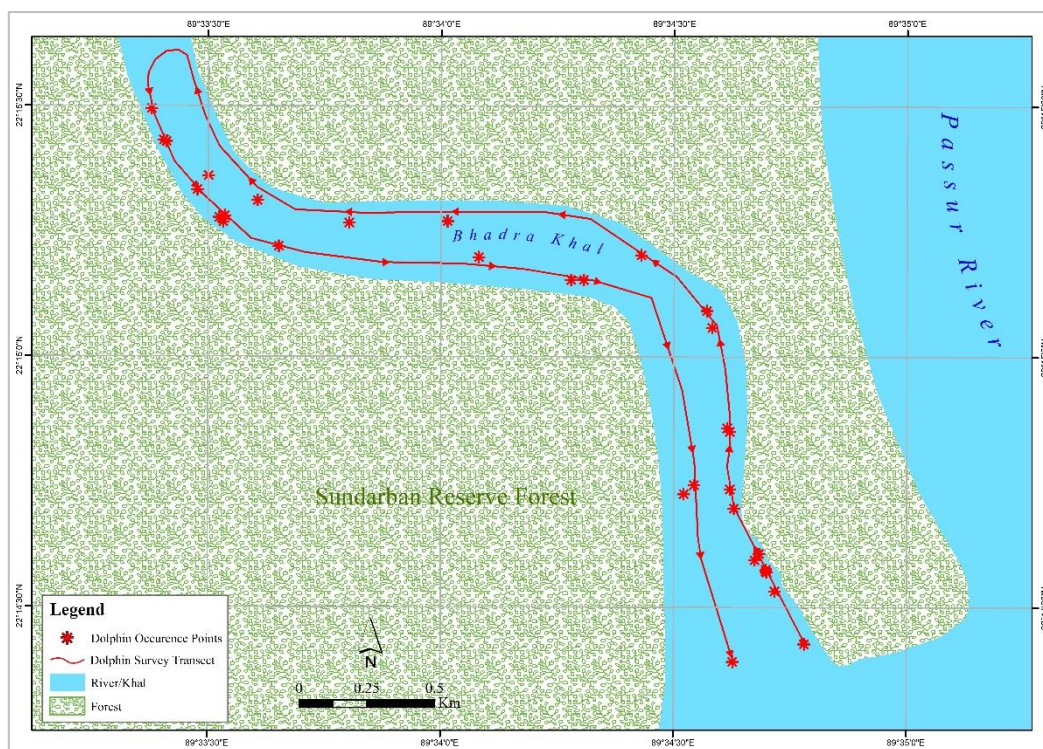 89°33'30"E 89°34'0"E 89°34'30"E 89°35'0"E
22°15'30"N
22°15'0"N
22°14'30"N
Passur River
Bhadra Khal
Sundarban Reserve Forest
Legend
Dolphin Occurence Points
Dolphin Survey Transect
River/Khal
Forest
N
0 0.25 0.5
Km
89°33'30"E 89°34'0"E 89°34'30"E 89°35'0"E